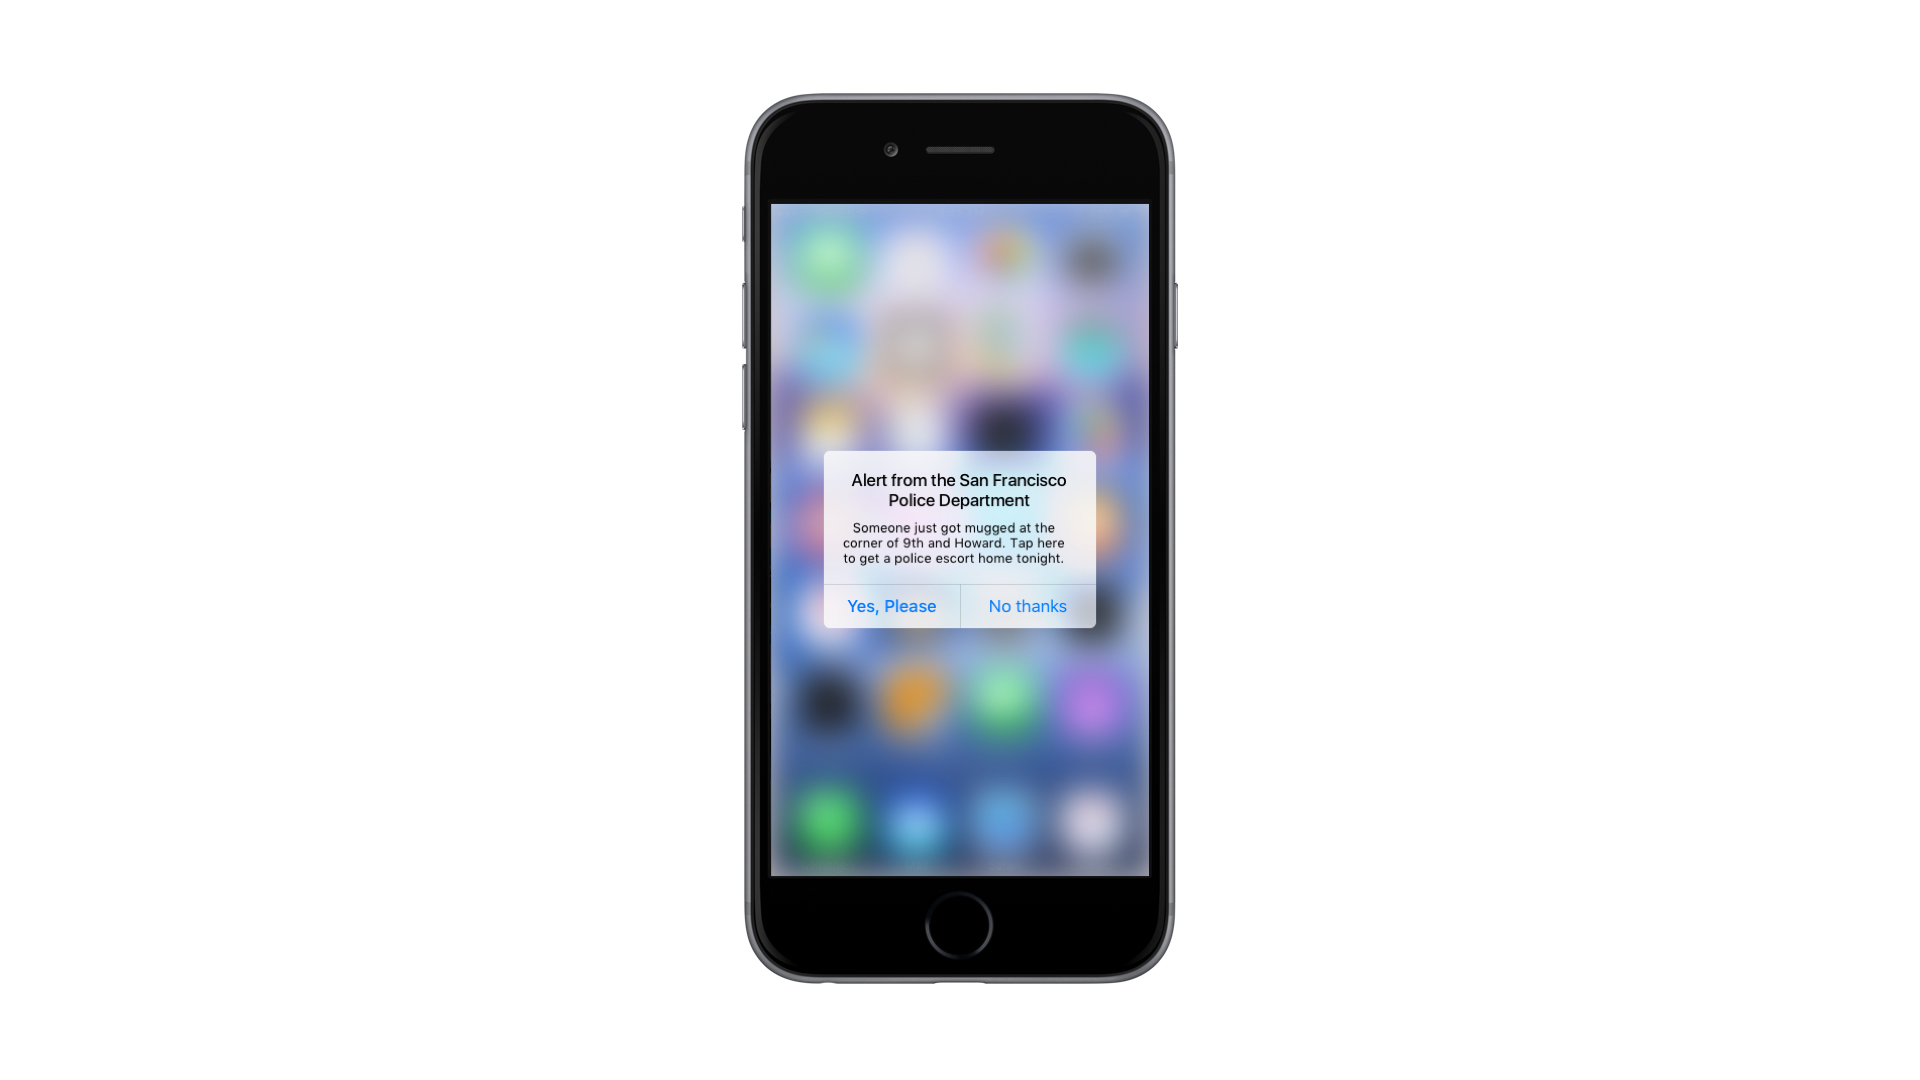 Alert from the San Francisco
Police Department
Someone just got mugged at the
corner of 9th and Howard. Tap here
to get a police escort home tonight.
Yes, Please
No thanks